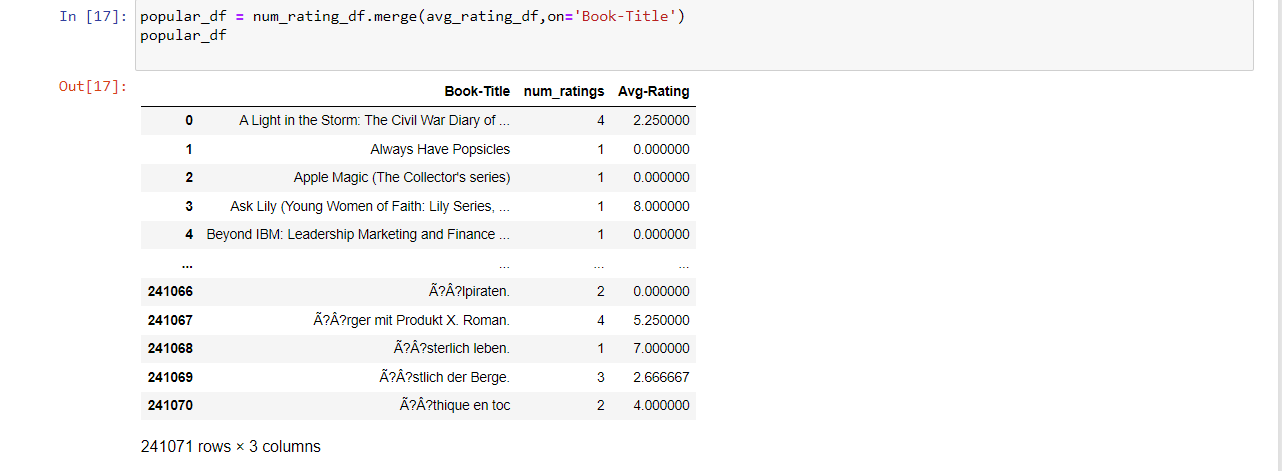 In [17]: popular_df = num_rating_df.merge(avg_rating_df,on='Book-Title')
popular_df
Out[17]:
Book-Title num_ratings Avg-Rating
0 A Light in the Storm: The Civil War Diary of ... 4 2.250000
1 Always Have Popsicles 1 0.000000
2 Apple Magic (The Collector's series) 1 0.000000
3 Ask Lily (Young Women of Faith: Lily Series, ... 1 8.000000
4 Beyond IBM: Leadership Marketing and Finance ... 1 0.000000
... ... ... ...
241066 Ã?Â?lpiraten. 2 0.000000
241067 Ã?Â?rger mit Produkt X. Roman. 4 5.250000
241068 Ã?Â?sterlich leben. 1 7.000000
241069 Ã?Â?stlich der Berge. 3 2.666667
241070 Ã?Â?thique en toc 2 4.000000
241071 rows × 3 columns